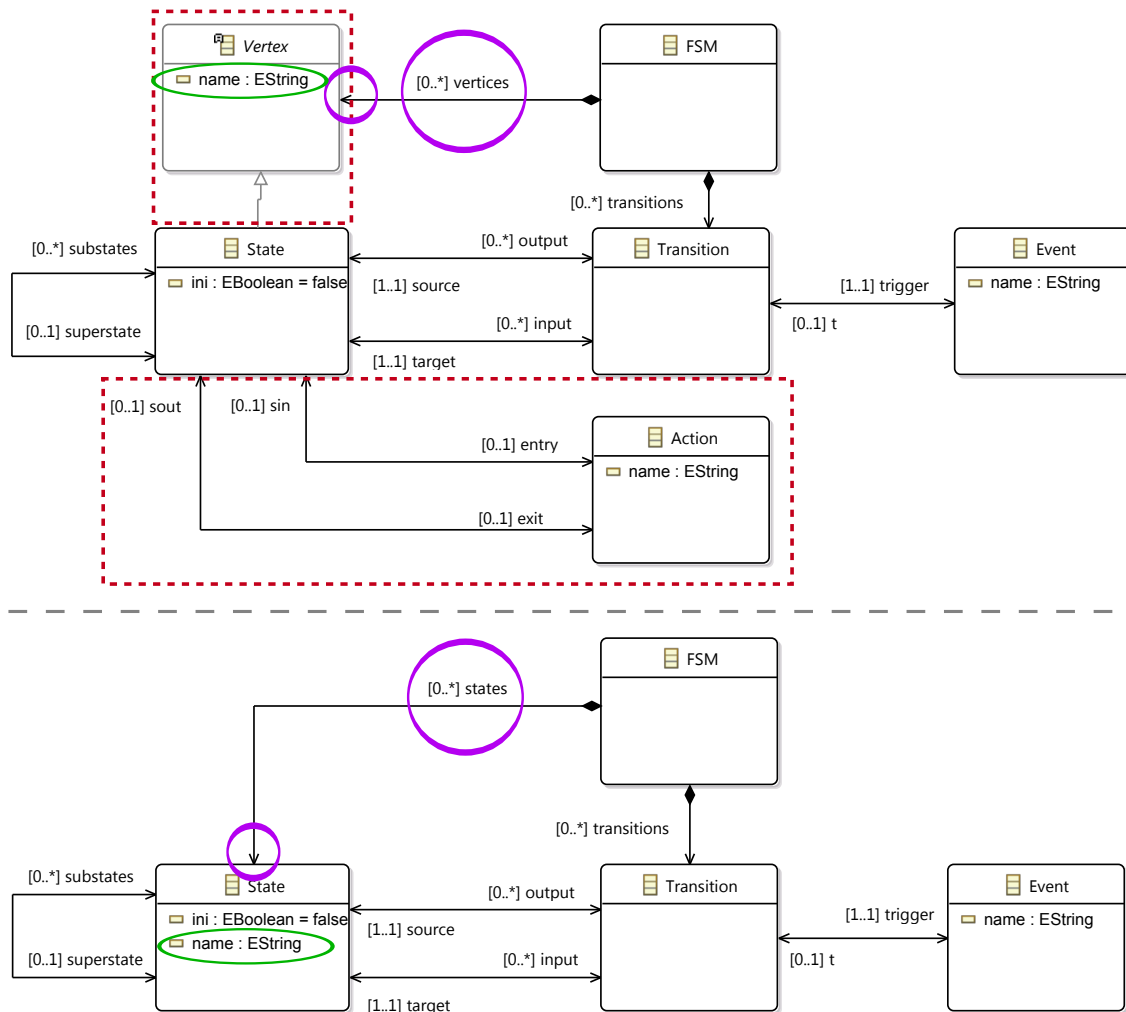 Vertex
FSM
name : EString
[0..*] vertices
[0..*] transitions
[0..*] substates
State
[0..*] output
Transition
Event
ini : EBoolean = false
[1..1] source
[1..1] trigger
name : EString
[0..1] superstate
[0..*] input
[0..1] t
[1..1] target
[0..1] sout
[0..1] sin
[0..1] entry
Action
name : EString
[0..1] exit
FSM
[0..*] states
[0..*] transitions
[0..*] substates
State
[0..*] output
Transition
Event
ini : EBoolean = false
[1..1] source
[1..1] trigger
name : EString
name : EString
[0..1] superstate
[0..*] input
[0..1] t
[1..1] target